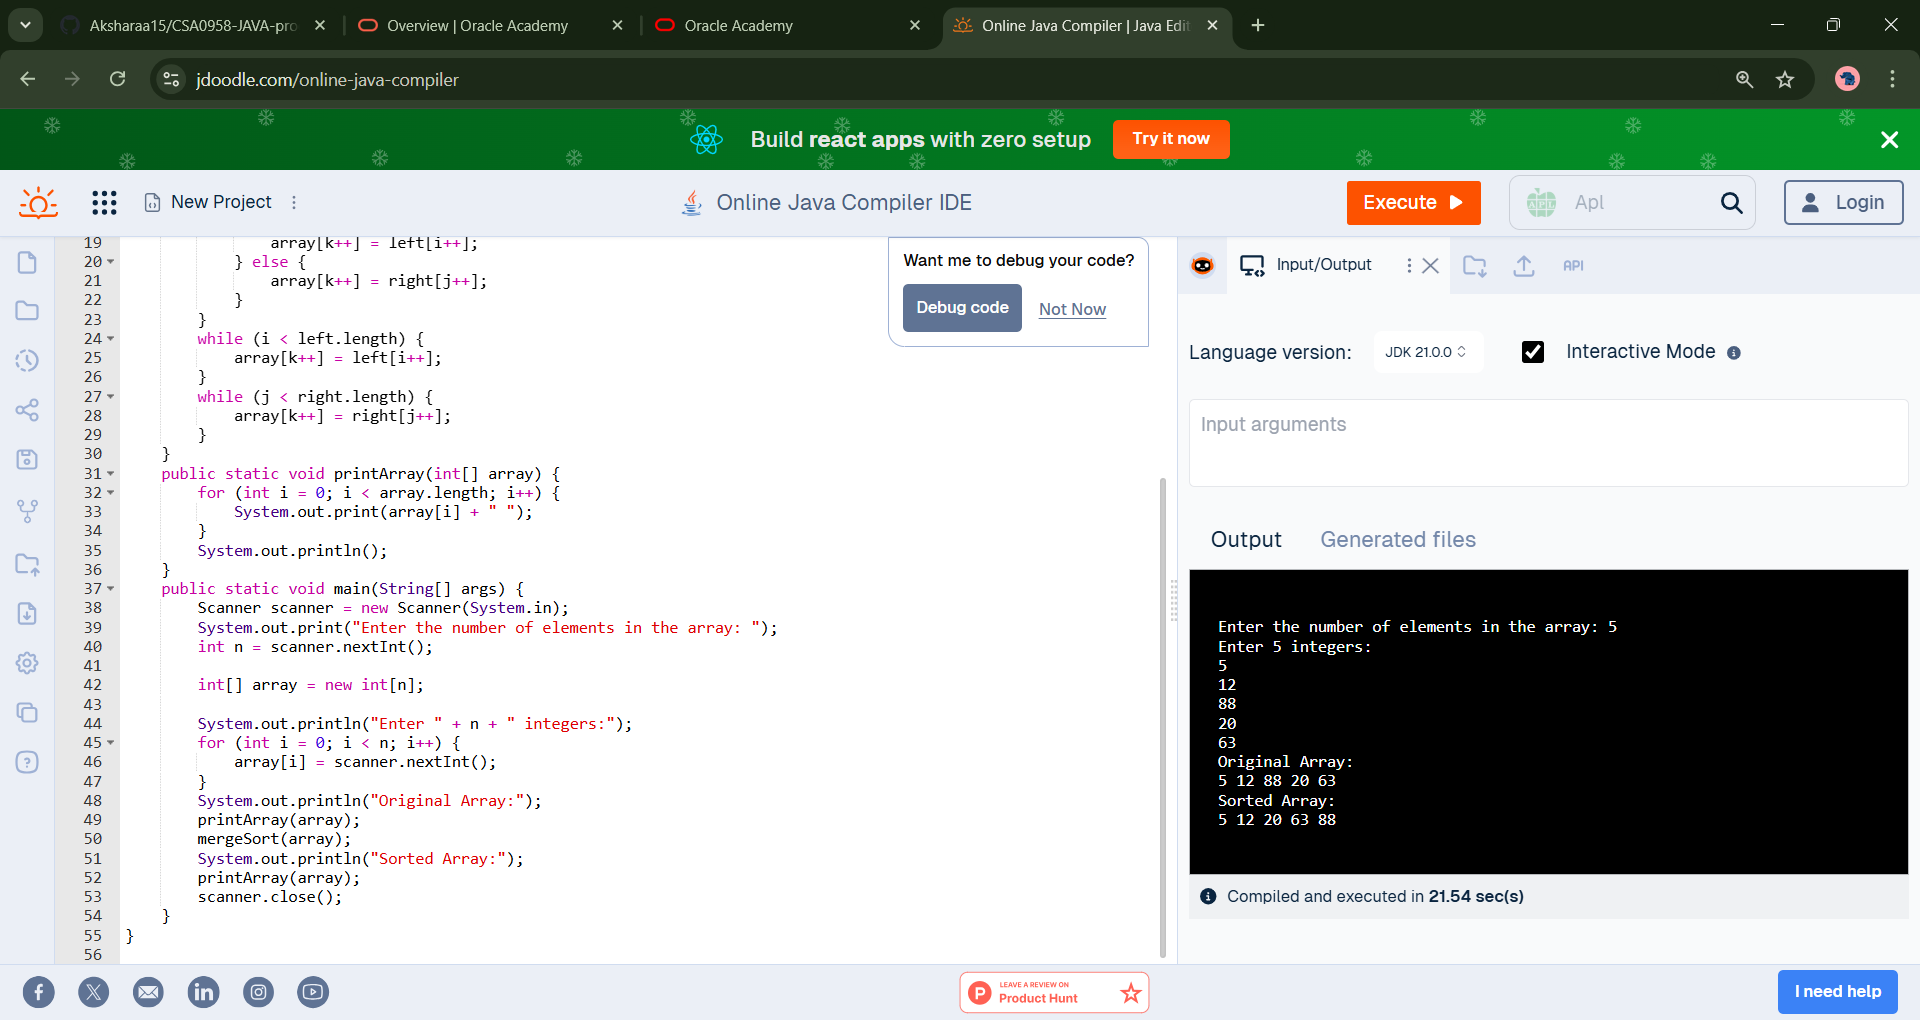 Aksharaa15/CSA0958-JAVA-pro
Overview | Oracle Academy
Oracle Academy
Online Java Compiler | Java Edit
jdoodle.com/online-java-compiler
Build react apps with zero setup
Try it now
New Project
Online Java Compiler IDE
Execute
APL
Apl
Login
19 array[k++] = left[i++];
20 } else {
21 array[k++] = right[j++];
22 }
23 }
24 while (i < left.length) {
25 array[k++] = left[i++];
26 }
27 while (j < right.length) {
28 array[k++] = right[j++];
29 }
30 }
31 public static void printArray(int[] array) {
32 for (int i = 0; i < array.length; i++) {
33 System.out.print(array[i] + " ");
34 }
35 System.out.println();
36 }
37 public static void main(String[] args) {
38 Scanner scanner = new Scanner(System.in);
39 System.out.print("Enter the number of elements in the array: ");
40 int n = scanner.nextInt();
41
42 int[] array = new int[n];
43
44 System.out.println("Enter " + n + " integers:");
45 for (int i = 0; i < n; i++) {
46 array[i] = scanner.nextInt();
47 }
48 System.out.println("Original Array:");
49 printArray(array);
50 mergeSort(array);
51 System.out.println("Sorted Array:");
52 printArray(array);
53 scanner.close();
54 }
55 }
56
Want me to debug your code?
Debug code
Not Now
Input/Output
API
Language version:
JDK 21.0.0
Interactive Mode
Input arguments
Output
Generated files
Enter the number of elements in the array: 5
Enter 5 integers:
5
12
88
20
63
Original Array:
5 12 88 20 63
Sorted Array:
5 12 20 63 88
Compiled and executed in 21.54 sec(s)
LEAVE A REVIEW ON
Product Hunt
I need help